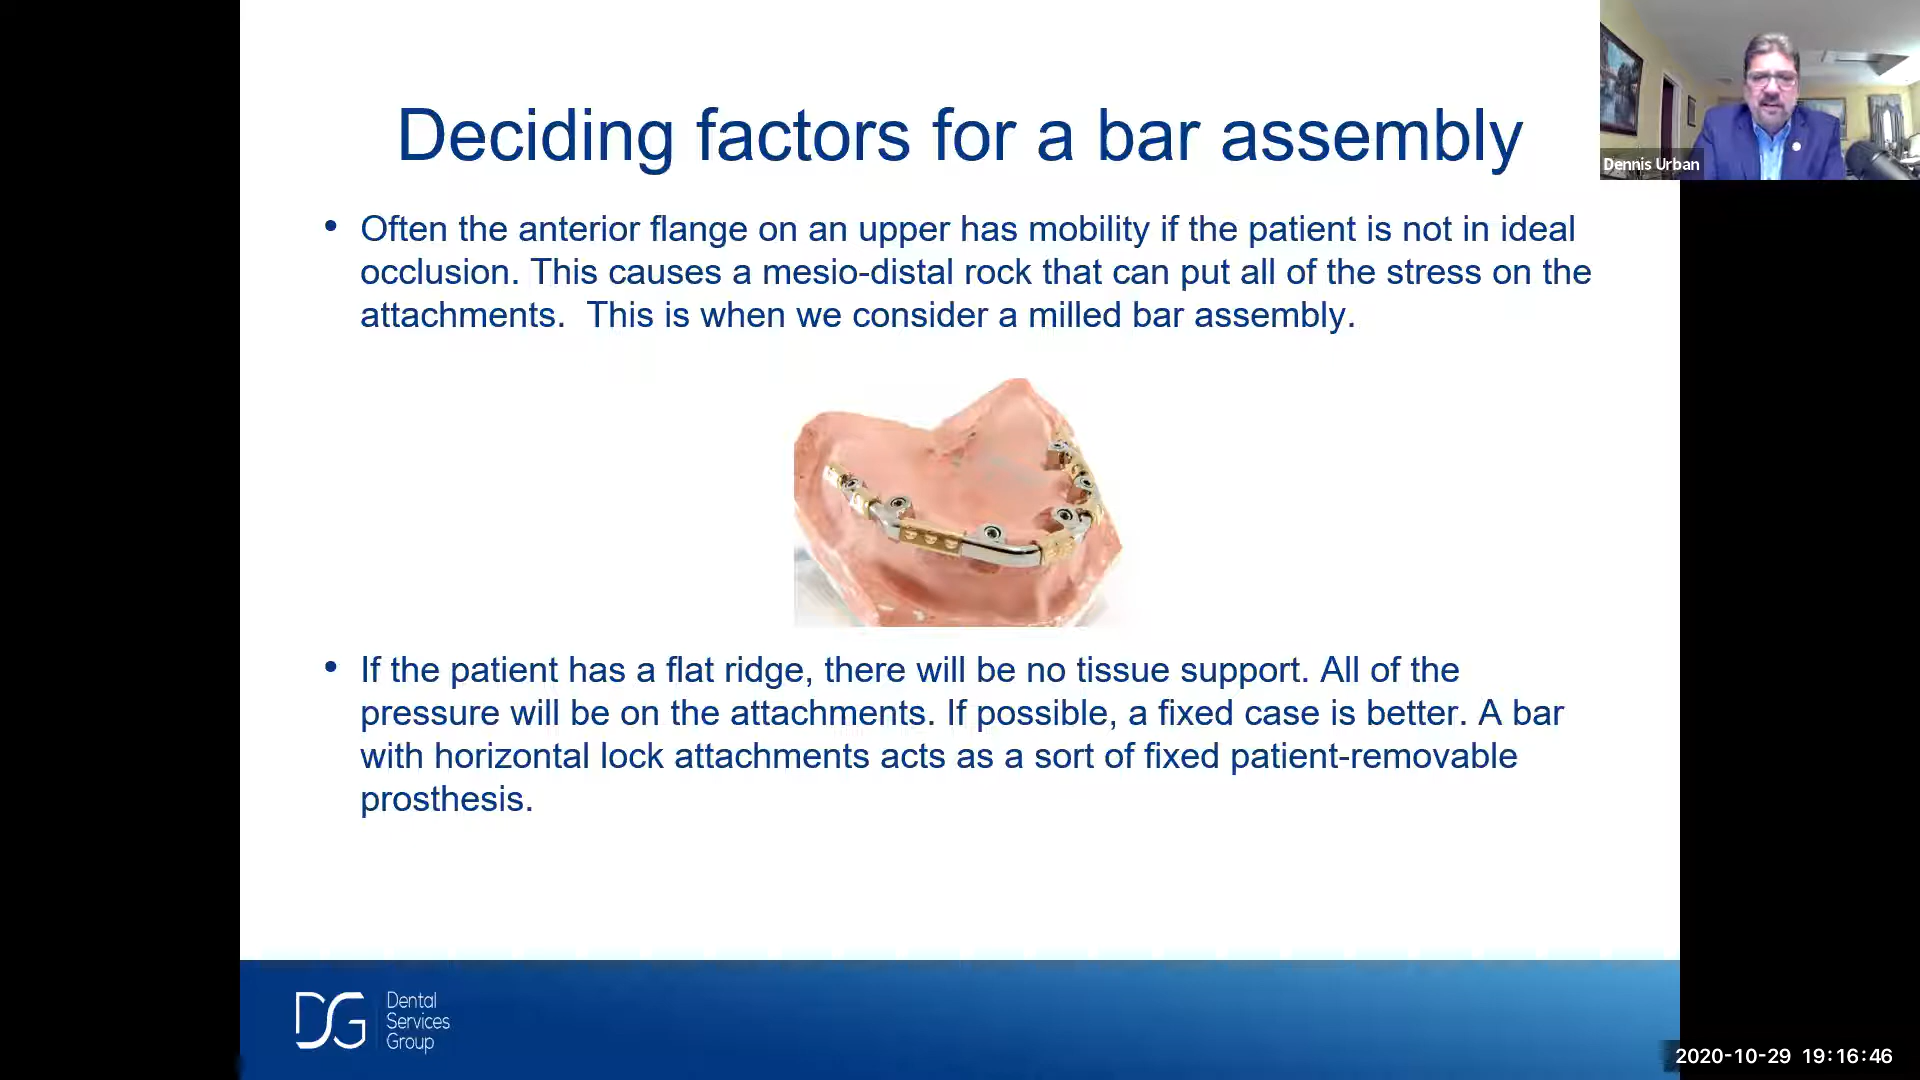 Deciding factors for a bar assembly
Dennis Urban
• Often the anterior flange on an upper has mobility if the patient is not in ideal
occlusion. This causes a mesio-distal rock that can put all of the stress on the
attachments.  This is when we consider a milled bar assembly.
• If the patient has a flat ridge, there will be no tissue support. All of the
pressure will be on the attachments. If possible, a fixed case is better. A bar
with horizontal lock attachments acts as a sort of fixed patient-removable
prosthesis.
DSG
Dental
Services
Group
2020-10-29 19:16:46